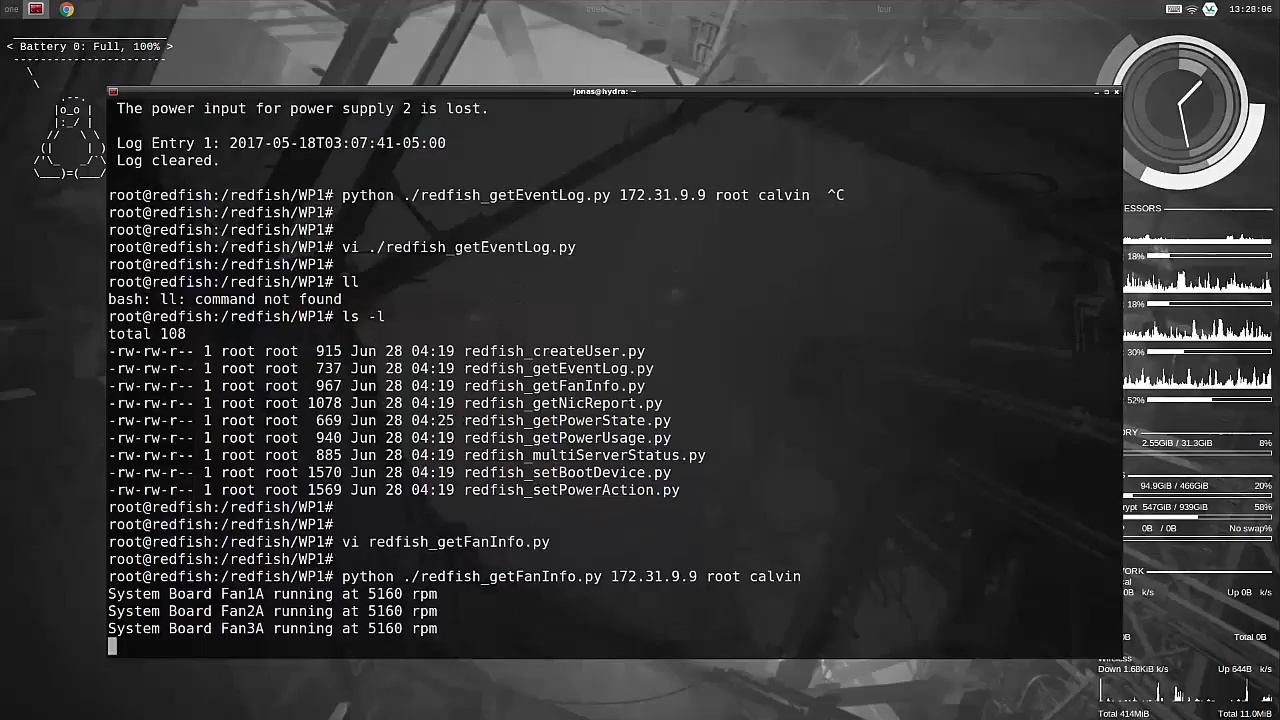 one three four 13:28:06
< Battery 0: Full, 100% >
jonas@hydra: ~
The power input for power supply 2 is lost.
Log Entry 1: 2017-05-18T03:07:41-05:00
Log cleared.
root@redfish:/redfish/WP1# python ./redfish_getEventLog.py 172.31.9.9 root calvin  ^C
root@redfish:/redfish/WP1#
root@redfish:/redfish/WP1#
root@redfish:/redfish/WP1# vi ./redfish_getEventLog.py
root@redfish:/redfish/WP1#
root@redfish:/redfish/WP1# ll
bash: ll: command not found
root@redfish:/redfish/WP1# ls -l
total 108
-rw-rw-r-- 1 root root  915 Jun 28 04:19 redfish_createUser.py
-rw-rw-r-- 1 root root  737 Jun 28 04:19 redfish_getEventLog.py
-rw-rw-r-- 1 root root  967 Jun 28 04:19 redfish_getFanInfo.py
-rw-rw-r-- 1 root root 1078 Jun 28 04:19 redfish_getNicReport.py
-rw-rw-r-- 1 root root  669 Jun 28 04:25 redfish_getPowerState.py
-rw-rw-r-- 1 root root  940 Jun 28 04:19 redfish_getPowerUsage.py
-rw-rw-r-- 1 root root  885 Jun 28 04:19 redfish_multiServerStatus.py
-rw-rw-r-- 1 root root 1570 Jun 28 04:19 redfish_setBootDevice.py
-rw-rw-r-- 1 root root 1569 Jun 28 04:19 redfish_setPowerAction.py
root@redfish:/redfish/WP1#
root@redfish:/redfish/WP1#
root@redfish:/redfish/WP1# vi redfish_getFanInfo.py
root@redfish:/redfish/WP1#
root@redfish:/redfish/WP1# python ./redfish_getFanInfo.py 172.31.9.9 root calvin
System Board Fan1A running at 5160 rpm
System Board Fan2A running at 5160 rpm
System Board Fan3A running at 5160 rpm
ESSORS
18%
18%
30%
52%
RY
2.55GiB / 31.3GiB 8%
S
94.9GiB / 466GiB 20%
crypt 547GiB / 939GiB 58%
0B / 0B No swap%
ORK
cal
0B k/s Up 0B k/s
0B Total 0B
Wireless
Down 1.68KiB k/s Up 644B k/s
Total 414MiB Total 11.0MiB